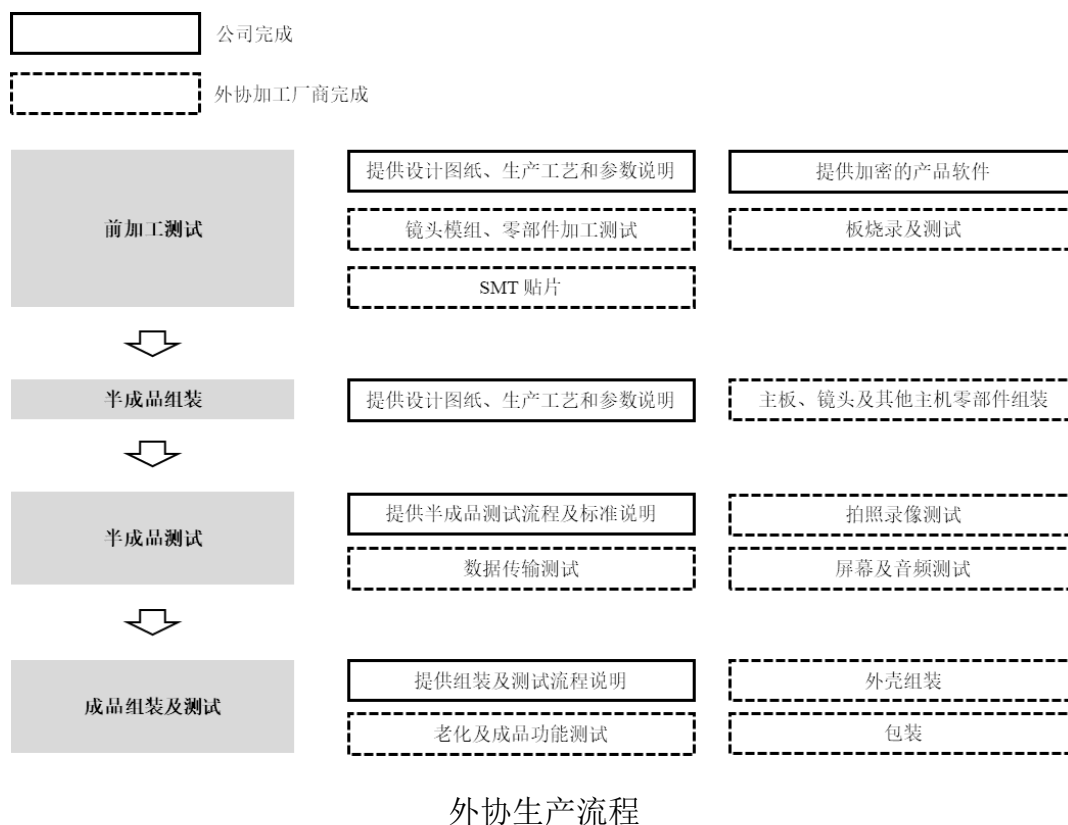 公司完成
外协加工厂商完成
前加工测试
提供设计图纸、生产工艺和参数说明
提供加密的产品软件
镜头模组、零部件加工测试
板烧录及测试
SMT 贴片
半成品组装
提供设计图纸、生产工艺和参数说明
主板、镜头及其他主机零部件组装
半成品测试
提供半成品测试流程及标准说明
拍照录像测试
数据传输测试
屏幕及音频测试
成品组装及测试
提供组装及测试流程说明
外壳组装
老化及成品功能测试
包装
外协生产流程